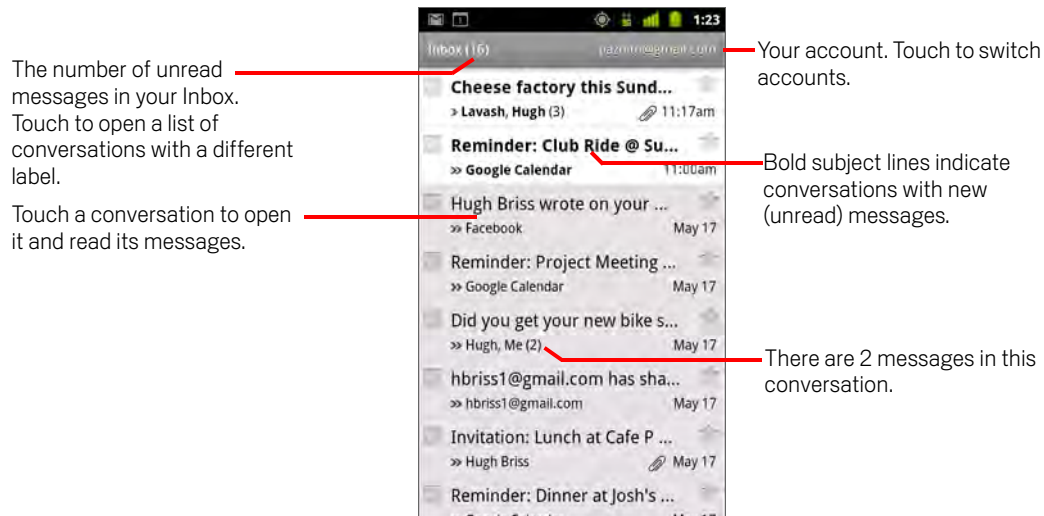 The number of unread
messages in your Inbox.
Touch to open a list of
conversations with a different
label.
Touch a conversation to open
it and read its messages.
1
1:23
Inbox (16)
@gmail.com
Cheese factory this Sund...
› Lavash, Hugh (3) 11:17am
Reminder: Club Ride @ Su...
» Google Calendar 11:00am
Hugh Briss wrote on your ...
» Facebook May 17
Reminder: Project Meeting ...
» Google Calendar May 17
Did you get your new bike s...
» Hugh, Me (2) May 17
hbriss1@gmail.com has sha...
» hbriss1@gmail.com May 17
Invitation: Lunch at Cafe P ...
» Hugh Briss May 17
Reminder: Dinner at Josh's ...
Your account. Touch to switch
accounts.
Bold subject lines indicate
conversations with new
(unread) messages.
There are 2 messages in this
conversation.